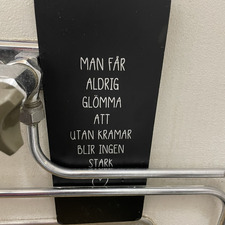 MAN FÅR
ALDRIG
GLÖMMA
ATT
UTAN KRAMAR
BLIR INGEN
STARK